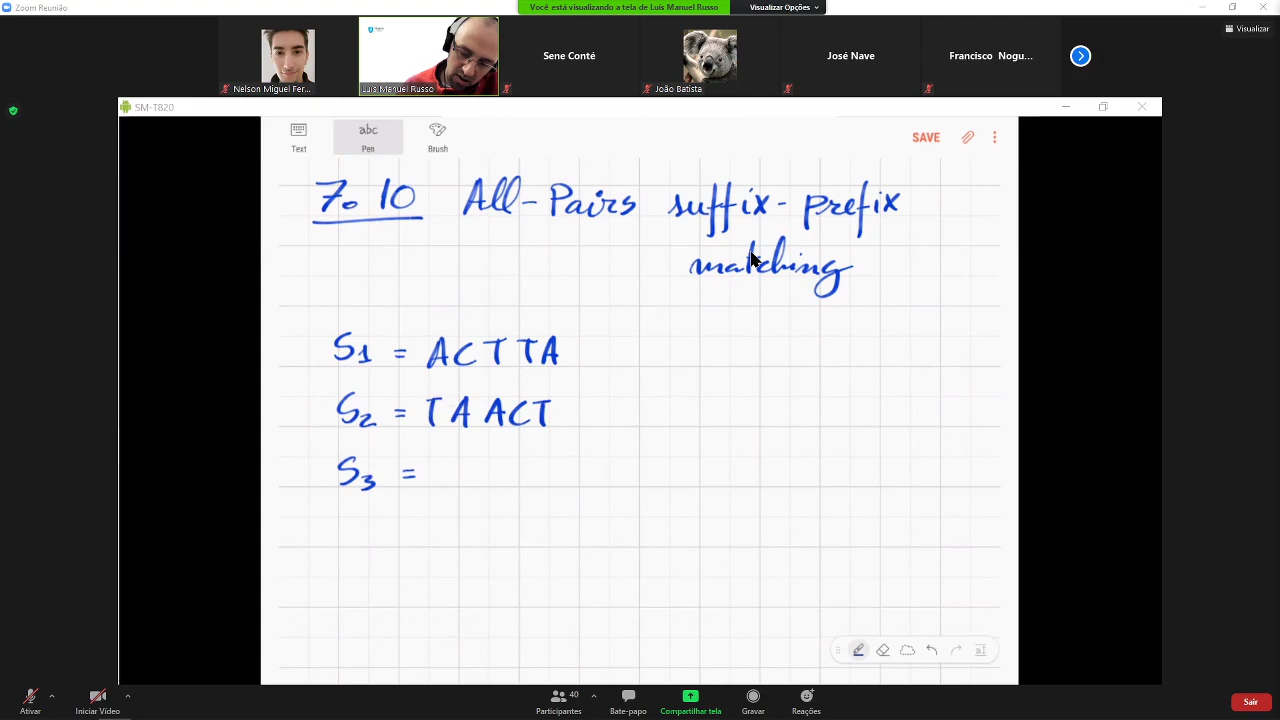 Zoom Reunião
Você está visualizando a tela de Luís Manuel Russo
Visualizar Opções
Visualizar
Nelson Miguel Fer...
Luís Manuel Russo
Sene Conté
João Batista
José Nave
Francisco Nogu...
SM-T820
Text
abc
Pen
Brush
SAVE
7. 10 All-Pairs suffix-prefix
matching
S1 = ACTTA
S2 = TAACT
S3 =
Ativar
Iniciar Vídeo
40
Participantes
Bate-papo
Compartilhar tela
Gravar
Reações
Sair